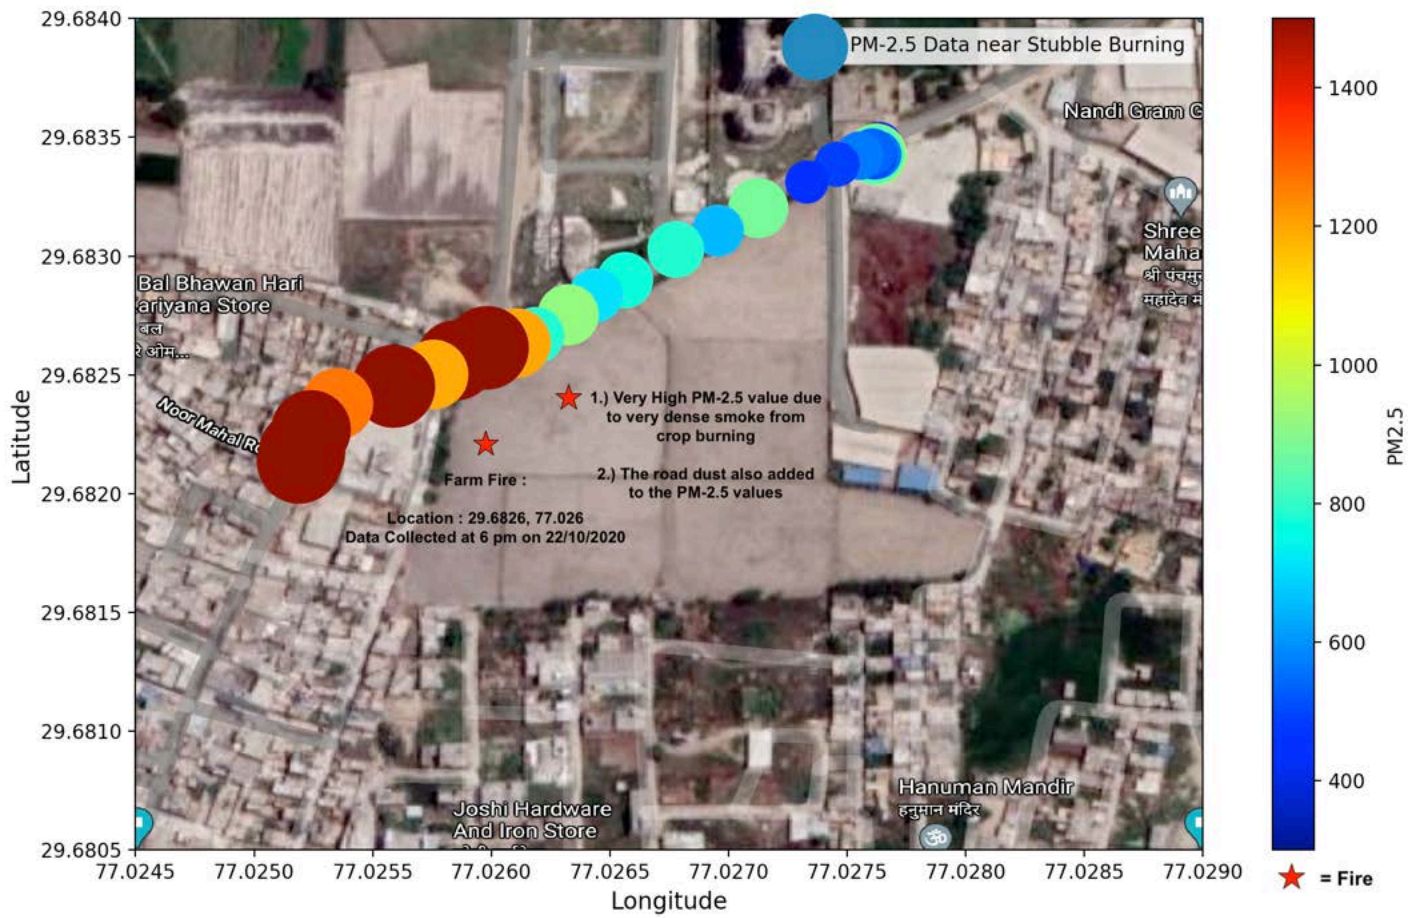 29.6840
29.6835
29.6830
29.6825
29.6820
29.6815
29.6810
29.6805
Latitude
77.0245 77.0250 77.0255 77.0260 77.0265 77.0270 77.0275 77.0280 77.0285 77.0290
Longitude
PM-2.5 Data near Stubble Burning
Nandi Gram G
Shree
Maha
श्री पंचमु
महादेव मं
Bal Bhawan Hari
ariyana Store
बल
रे ओम...
Noor Mahal R
1.) Very High PM-2.5 value due
to very dense smoke from
crop burning
2.) The road dust also added
to the PM-2.5 values
Farm Fire :
Location : 29.6826, 77.026
Data Collected at 6 pm on 22/10/2020
Joshi Hardware
And Iron Store
Hanuman Mandir
हनुमान मंदिर
ॐ
1400
1200
1000
800
600
400
PM2.5
= Fire